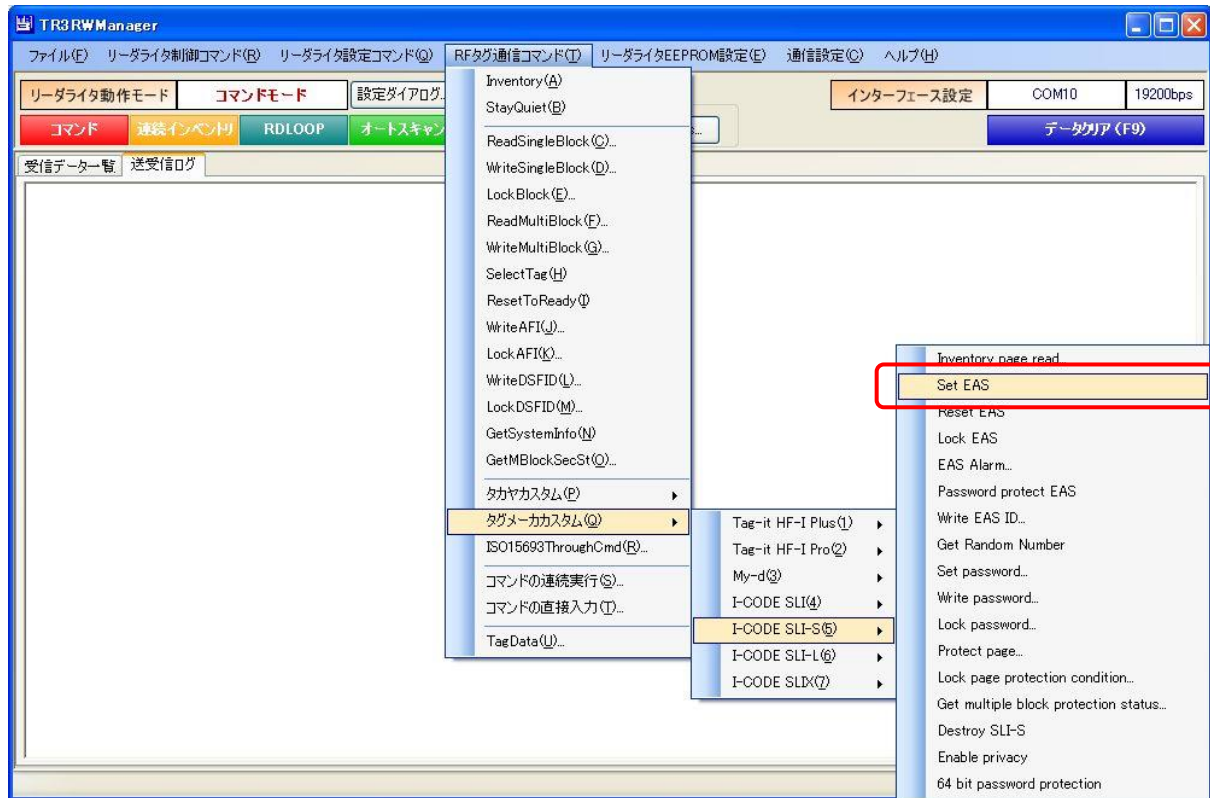 TR3RWManager
ファイル(F) リーダライタ制御コマンド(R) リーダライタ設定コマンド(Q) RFタグ通信コマンド(T) リーダライタEEPROM設定(E) 通信設定(C) ヘルプ(H)
リーダライタ動作モード コマンドモード 設定ダイアログ... インターフェース設定 COM10 19200bps
コマンド 連続インベントリ RDLOOP オートスキャン データクリア (F9)
受信データ一覧 送受信ログ
Inventory(A)
StayQuiet(B)
ReadSingleBlock(C)...
WriteSingleBlock(D)...
LockBlock(E)...
ReadMultiBlock(F)...
WriteMultiBlock(G)...
SelectTag(H)
ResetToReady(I)
WriteAFI(J)...
LockAFI(K)...
WriteDSFID(L)...
LockDSFID(M)...
GetSystemInfo(N)
GetMBlockSecSt(O)...
タカヤカスタム(P)
タグメーカカスタム(Q)
ISO15693ThroughCmd(R)...
コマンドの連続実行(S)...
コマンドの直接入力(T)...
TagData(U)...
Tag-it HF-I Plus(1)
Tag-it HF-I Pro(2)
My-d(3)
I-CODE SLI(4)
I-CODE SLI-S(5)
I-CODE SLI-L(6)
I-CODE SLIX(7)
Inventory page read
Set EAS
Reset EAS
Lock EAS
EAS Alarm...
Password protect EAS
Write EAS ID...
Get Random Number
Set password...
Write password...
Lock password...
Protect page...
Lock page protection condition...
Get multiple block protection status...
Destroy SLI-S
Enable privacy
64 bit password protection